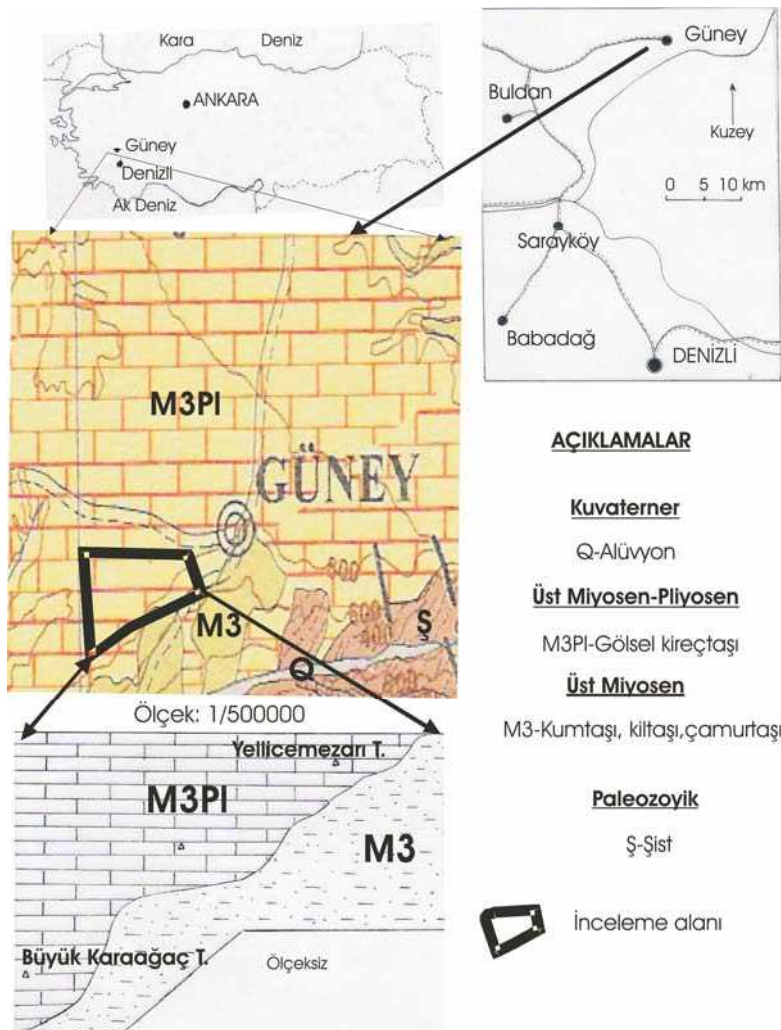 Kara Deniz
ANKARA
Güney
Denizli
Ak Deniz
Güney
Buldan
Kuzey
0 5 10 km
Sarayköy
Babadağ
DENİZLİ
M3Pl
GÜNEY
M3
Ş
Q
Ölçek: 1/500000
Yellicemezarı T.
M3Pl
M3
Büyük Karaağaç T.
Ölçeksiz
AÇIKLAMALAR
Kuvaterner
Q-Alüvyon
Üst Miyosen-Pliyosen
M3Pl-Gölsel kireçtaşı
Üst Miyosen
M3-Kumtaşı, kiltaşı,çamurtaşı
Paleozoyik
Ş-Şist
İnceleme alanı